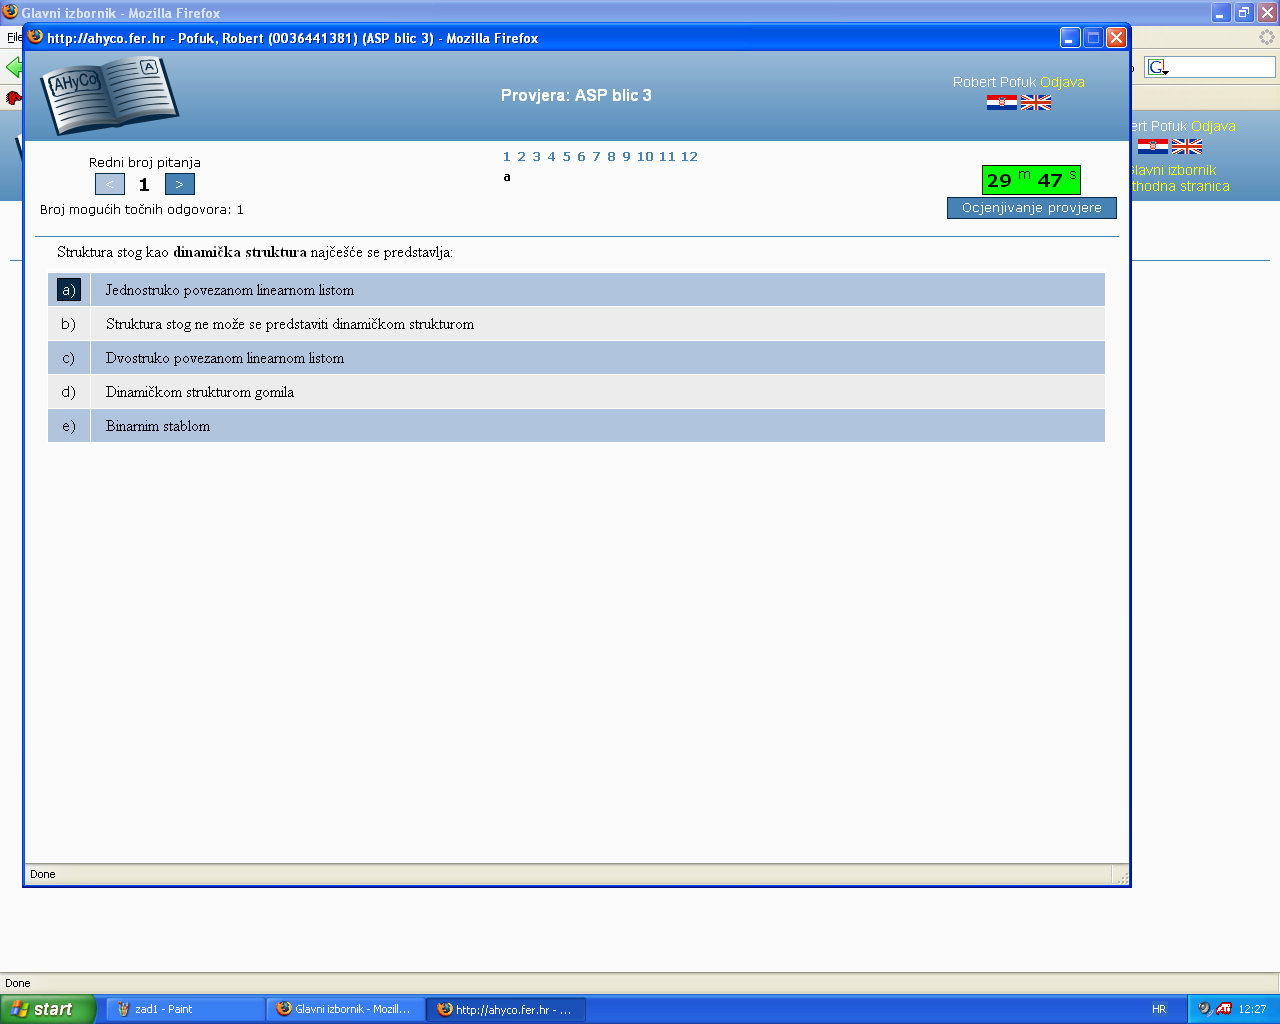 Glavni izbornik - Mozilla Firefox
File
http://ahyco.fer.hr - Pofuk, Robert (0036441381) (ASP blic 3) - Mozilla Firefox
AHyCo
A
Provjera: ASP blic 3
Robert Pofuk Odjava
G
ert Pofuk Odjava
Glavni izbornik
thodna stranica
Redni broj pitanja
< 1 >
Broj mogućih točnih odgovora: 1
1 2 3 4 5 6 7 8 9 10 11 12
a
29 m 47 s
Ocjenjivanje provjere
Struktura stog kao dinamička struktura najčešće se predstavlja:
a) Jednostruko povezanom linearnom listom
b) Struktura stog ne može se predstaviti dinamičkom strukturom
c) Dvostruko povezanom linearnom listom
d) Dinamičkom strukturom gomila
e) Binarnim stablom
Done
Done
start
zad1 - Paint
Glavni izbornik - Mozill...
http://ahyco.fer.hr - ...
HR
ATI
12:27